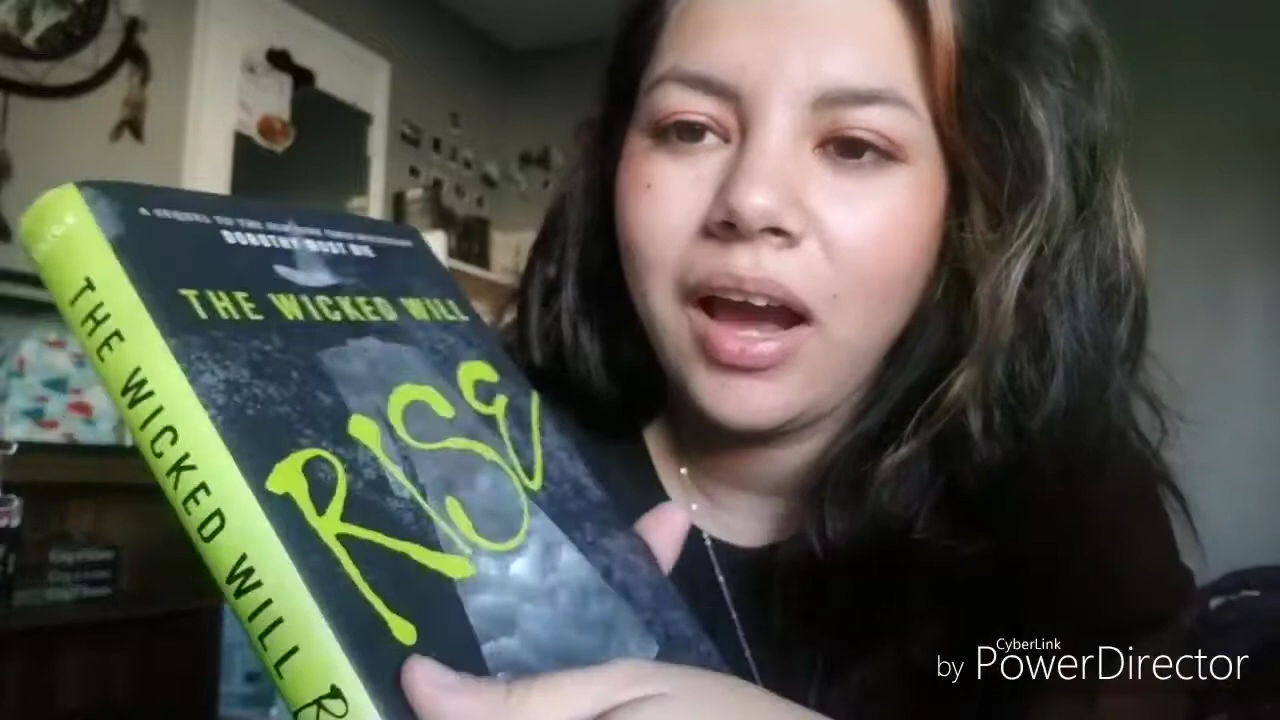 A SEQUEL TO THE NEW YORK TIMES BESTSELLING
DOROTHY MUST DIE
THE WICKED WILL
RISE
THE WICKED WILL R
CyberLink
by PowerDirector